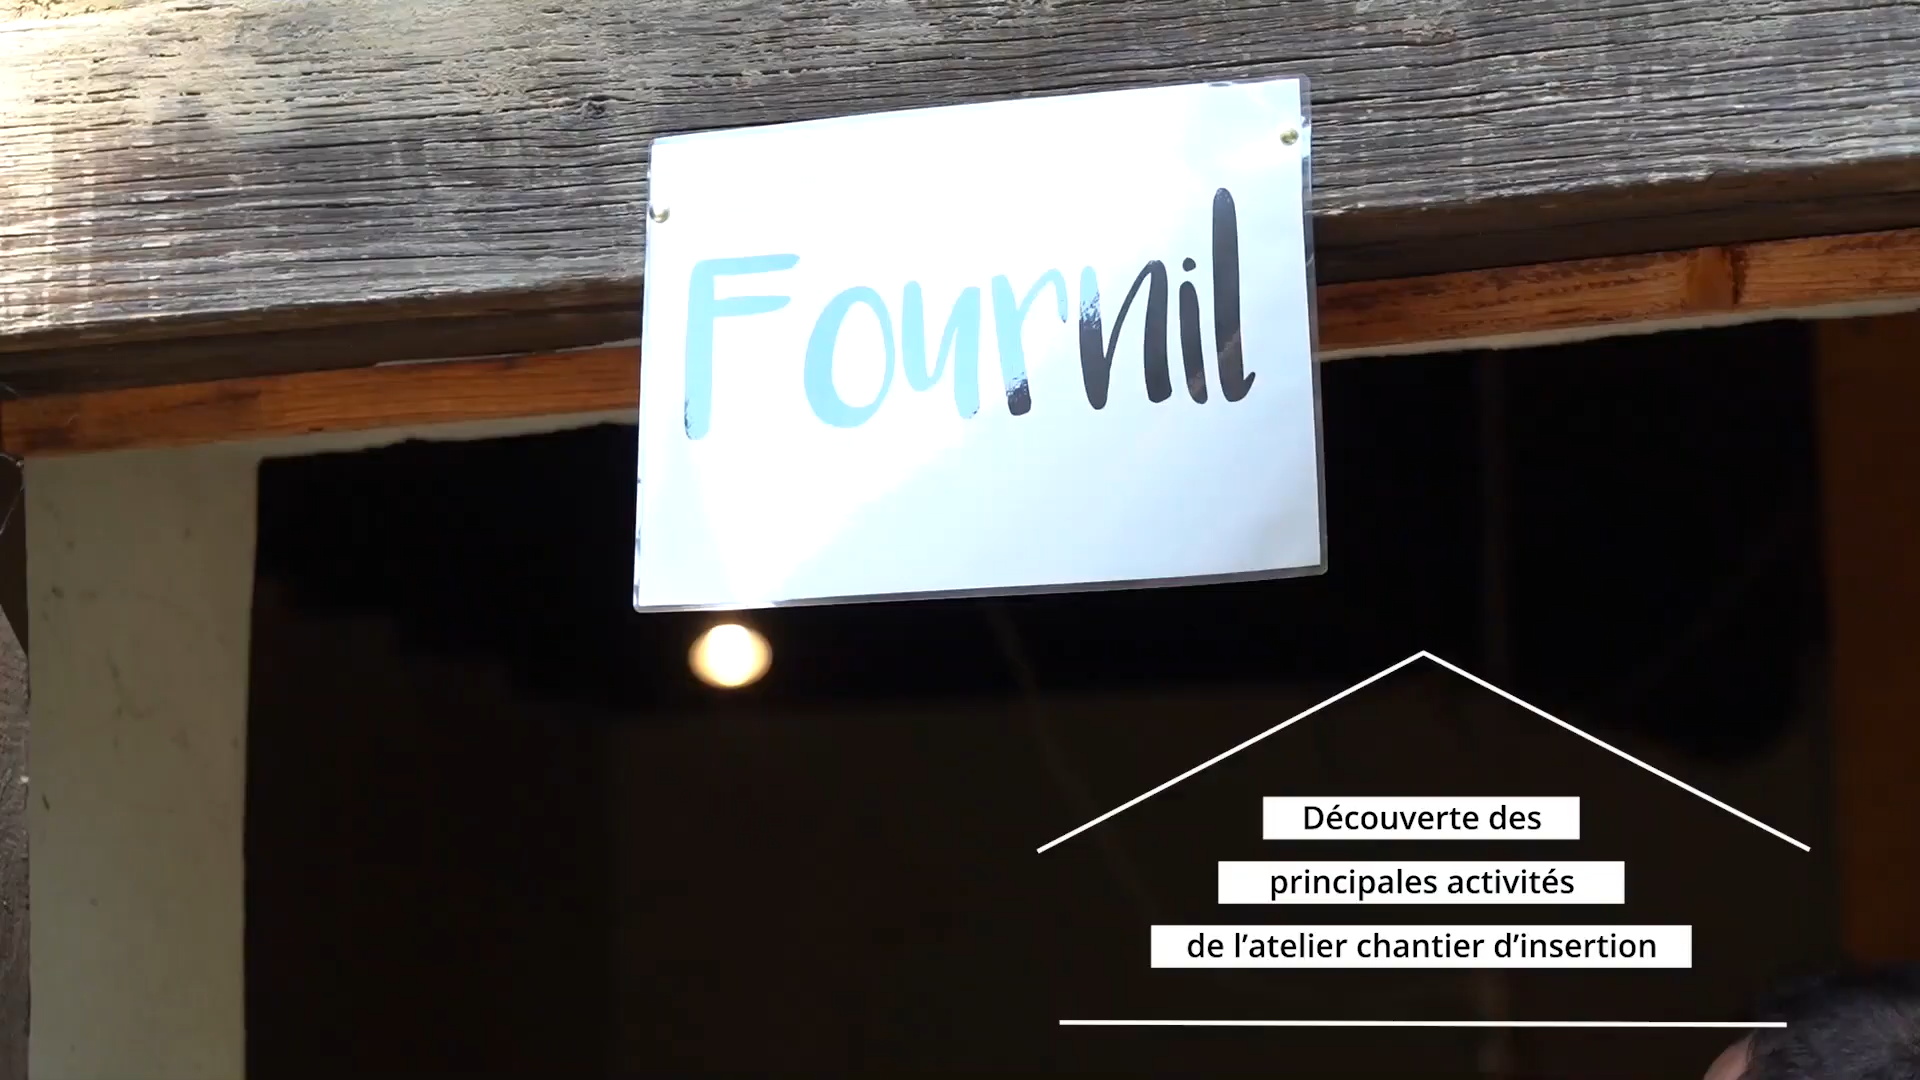 Fournil
Découverte des
principales activités
de l’atelier chantier d’insertion